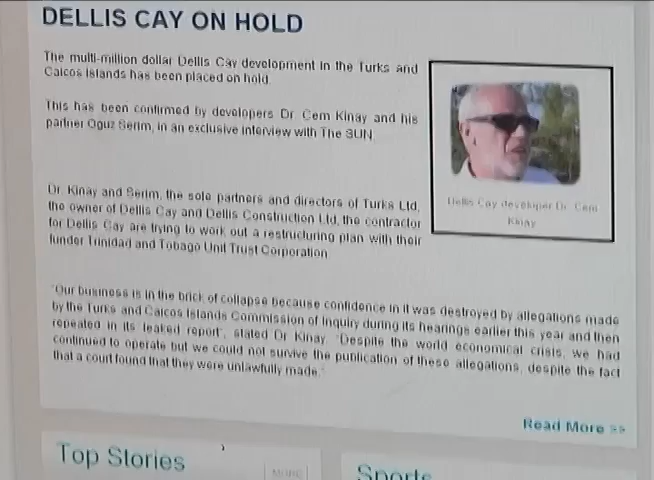 DELLIS CAY ON HOLD
The multi-million dollar Dellis Cay development in the Turks and
Caicos Islands has been placed on hold.
This has been confirmed by developers Dr. Cem Kinay and his
partner Oguz Serim, in an exclusive interview with The SUN.
Dellis Cay developer Dr. Cem
Kinay
Dr. Kinay and Serim, the sole partners and directors of Turks Ltd,
the owner of Dellis Cay and Dellis Construction Ltd, the contractor
for Dellis Cay are trying to work out a restructuring plan with their
funder Trinidad and Tobago Unit Trust Corporation.
"Our business is in the brick of collapse because confidence in it was destroyed by allegations made
by the Turks and Caicos Islands Commission of Inquiry during its hearings earlier this year and then
repeated in its leaked report", stated Dr Kinay. "Despite the world economical crisis, we had
continued to operate but we could not survive the publication of these allegations, despite the fact
that a court found that they were unlawfully made."
Read More >>
Top Stories
MORE
Sports